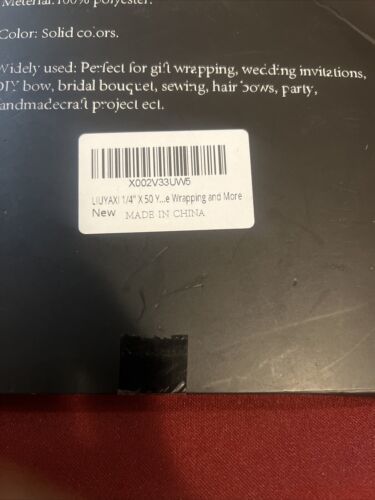 Meterial:100% polyester.
Color: Solid colors.
Widely used: Perfect for gift wrapping, wedding invitations,
DIY bow, bridal bouquet, sewing, hair bows, party,
handmadecraft project ect.
X002V33UW5
LIUYAXI 1/4" X 50 Y...e Wrapping and More
New MADE IN CHINA